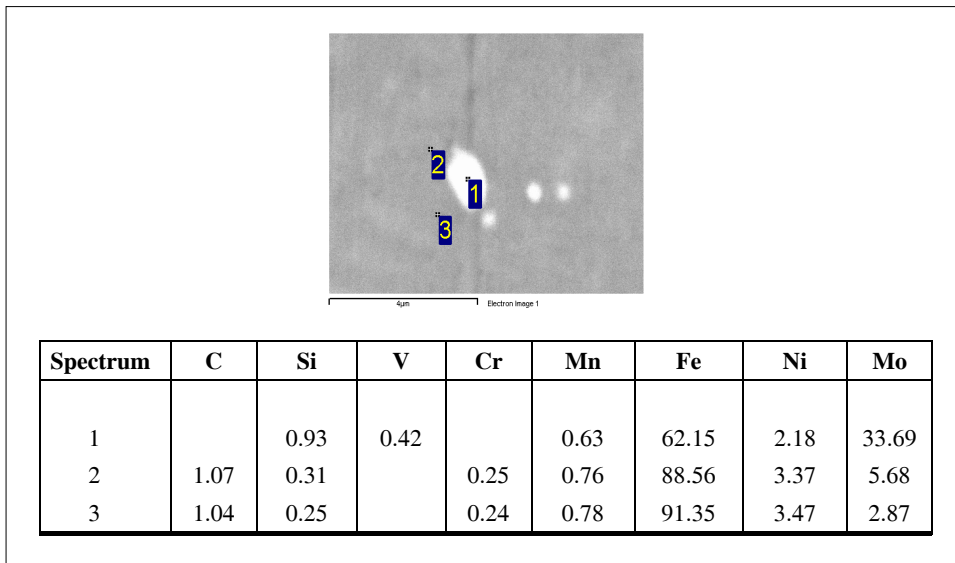 2
1
3
4µm Electron Image 1
Spectrum C Si V Cr Mn Fe Ni Mo
1 0.93 0.42 0.63 62.15 2.18 33.69
2 1.07 0.31 0.25 0.76 88.56 3.37 5.68
3 1.04 0.25 0.24 0.78 91.35 3.47 2.87